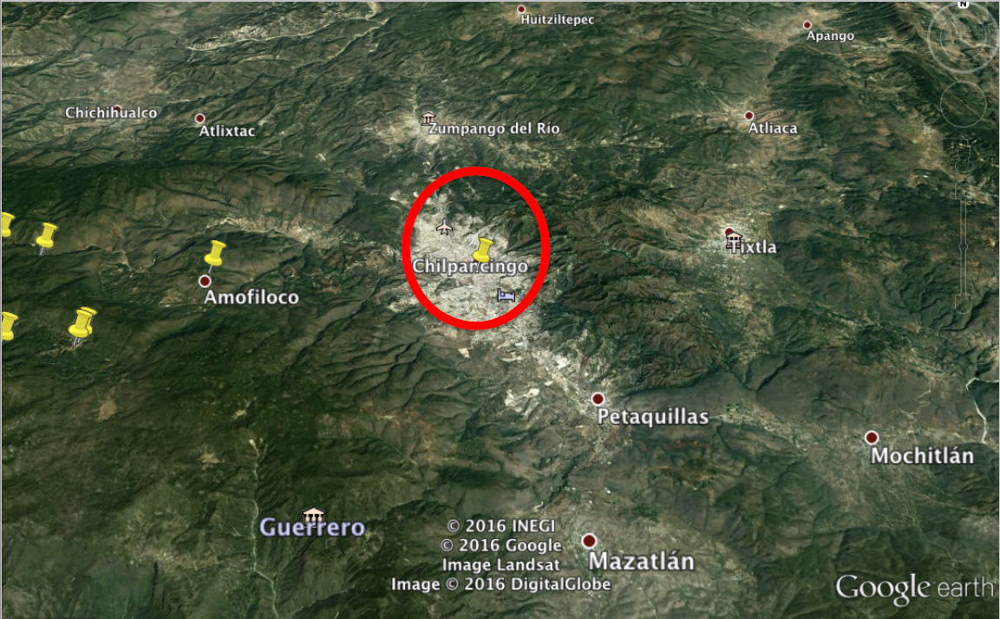 N
Huitziltepec
Apango
Chichihualco
Atlixtac
Zumpango del Río
Atliaca
Tixtla
Chilpancingo
Amofiloco
Petaquillas
Mochitlán
Guerrero
© 2016 INEGI
© 2016 Google
Image Landsat
Image © 2016 DigitalGlobe
Mazatlán
Google earth